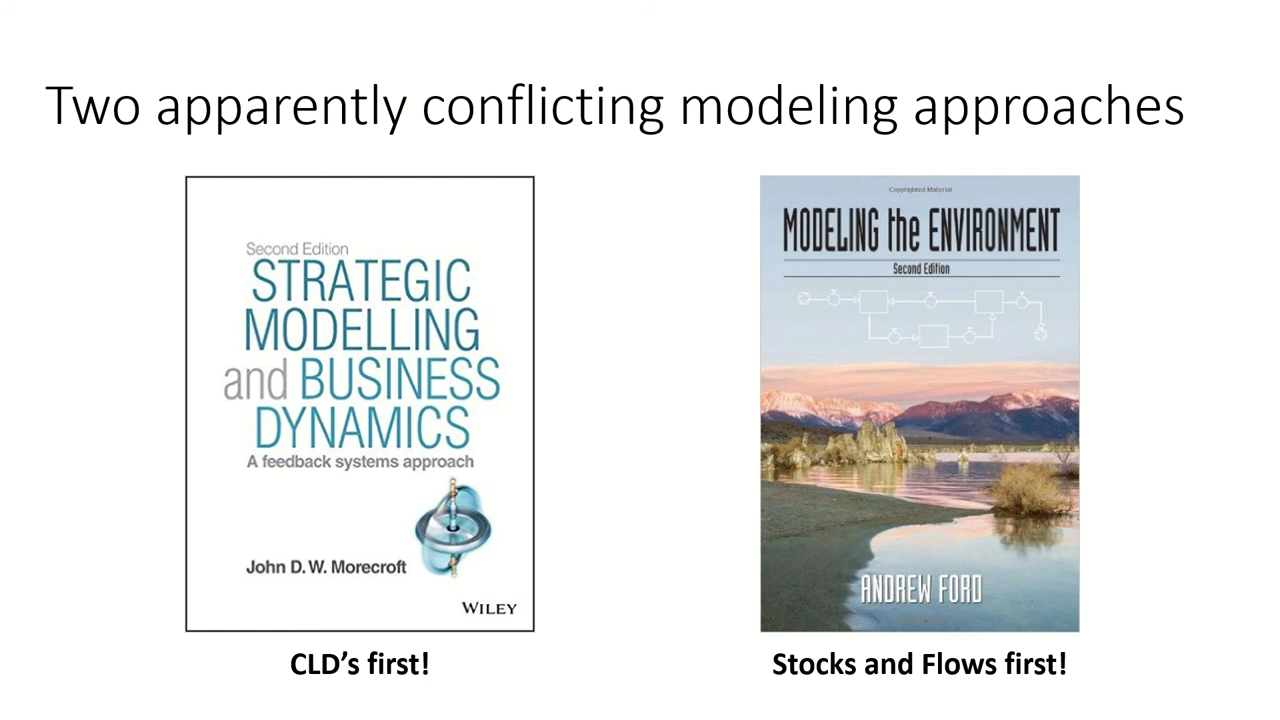 Two apparently conflicting modeling approaches
Second Edition
STRATEGIC
MODELLING
and BUSINESS
DYNAMICS
A feedback systems approach
John D. W. Morecroft
WILEY
CLD’s first!
Copyrighted Material
MODELING the ENVIRONMENT
Second Edition
ANDREW FORD
Stocks and Flows first!